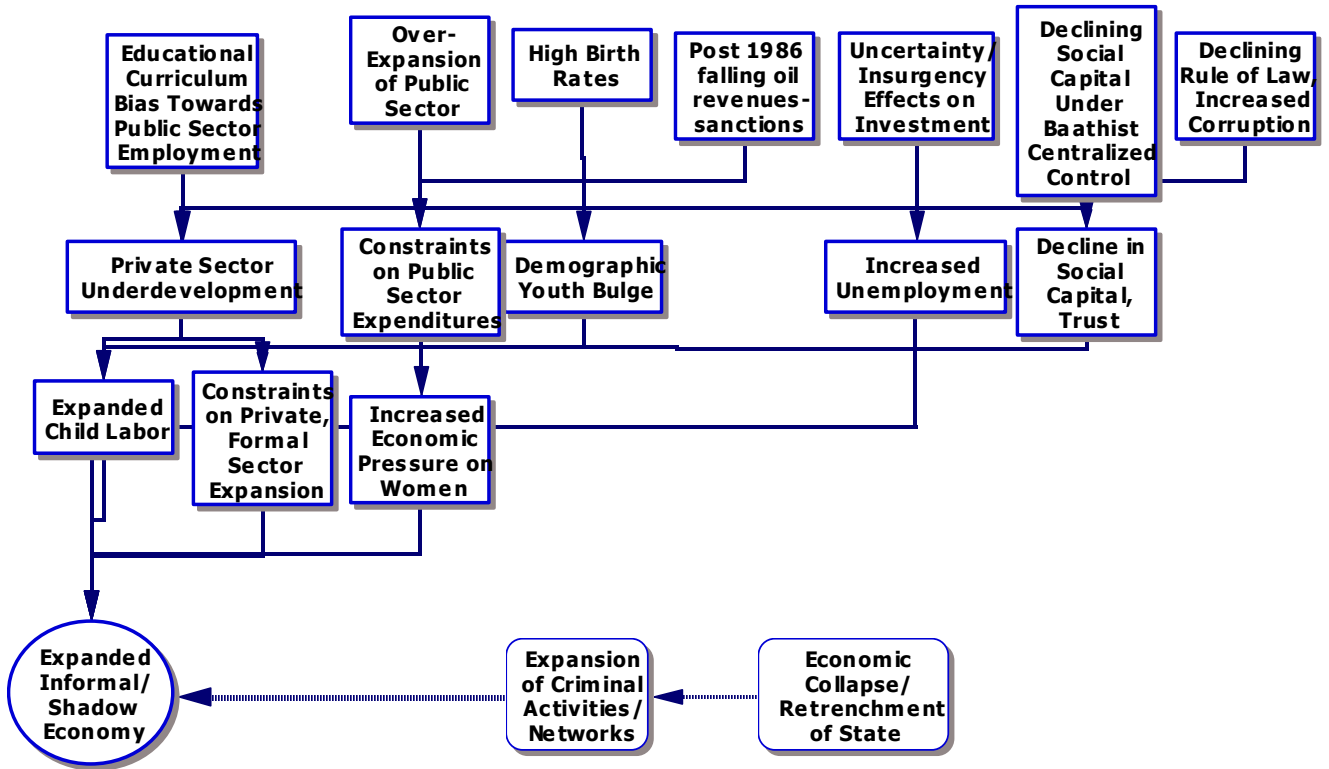 Educational
Curriculum
Bias Towards
Public Sector
Employment
Over-
Expansion
of Public
Sector
High Birth
Rates
Post 1986
falling oil
revenues-
sanctions
Uncertainty/
Insurgency
Effects on
Investment
Declining
Social
Capital
Under
Baathist
Centralized
Control
Declining
Rule of Law,
Increased
Corruption
Private Sector
Underdevelopment
Constraints
on Public
Sector
Expenditures
Demographic
Youth Bulge
Increased
Unemployment
Decline in
Social
Capital,
Trust
Expanded
Child Labor
Constraints
on Private,
Formal
Sector
Expansion
Increased
Economic
Pressure on
Women
Expanded
Informal/
Shadow
Economy
Expansion
of Criminal
Activities/
Networks
Economic
Collapse/
Retrenchment
of State